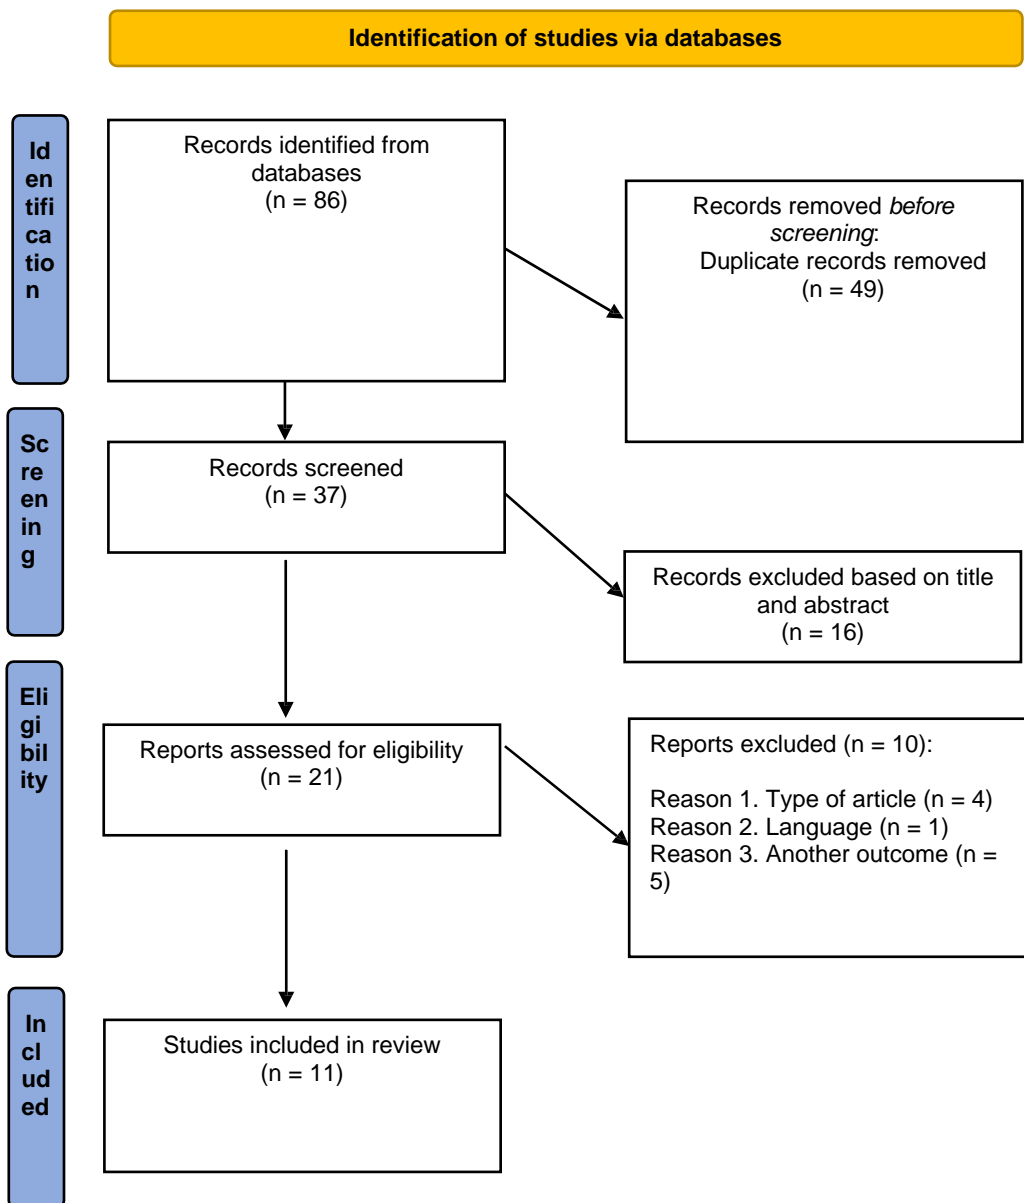 Identification of studies via databases
Id
en
tifi
ca
tio
n
Records identified from
databases
(n = 86)
Records removed before
screening:
Duplicate records removed
(n = 49)
Sc
re
en
in
g
Records screened
(n = 37)
Records excluded based on title
and abstract
(n = 16)
Eli
gi
bil
ity
Reports assessed for eligibility
(n = 21)
Reports excluded (n = 10):
Reason 1. Type of article (n = 4)
Reason 2. Language (n = 1)
Reason 3. Another outcome (n =
5)
In
cl
ud
ed
Studies included in review
(n = 11)